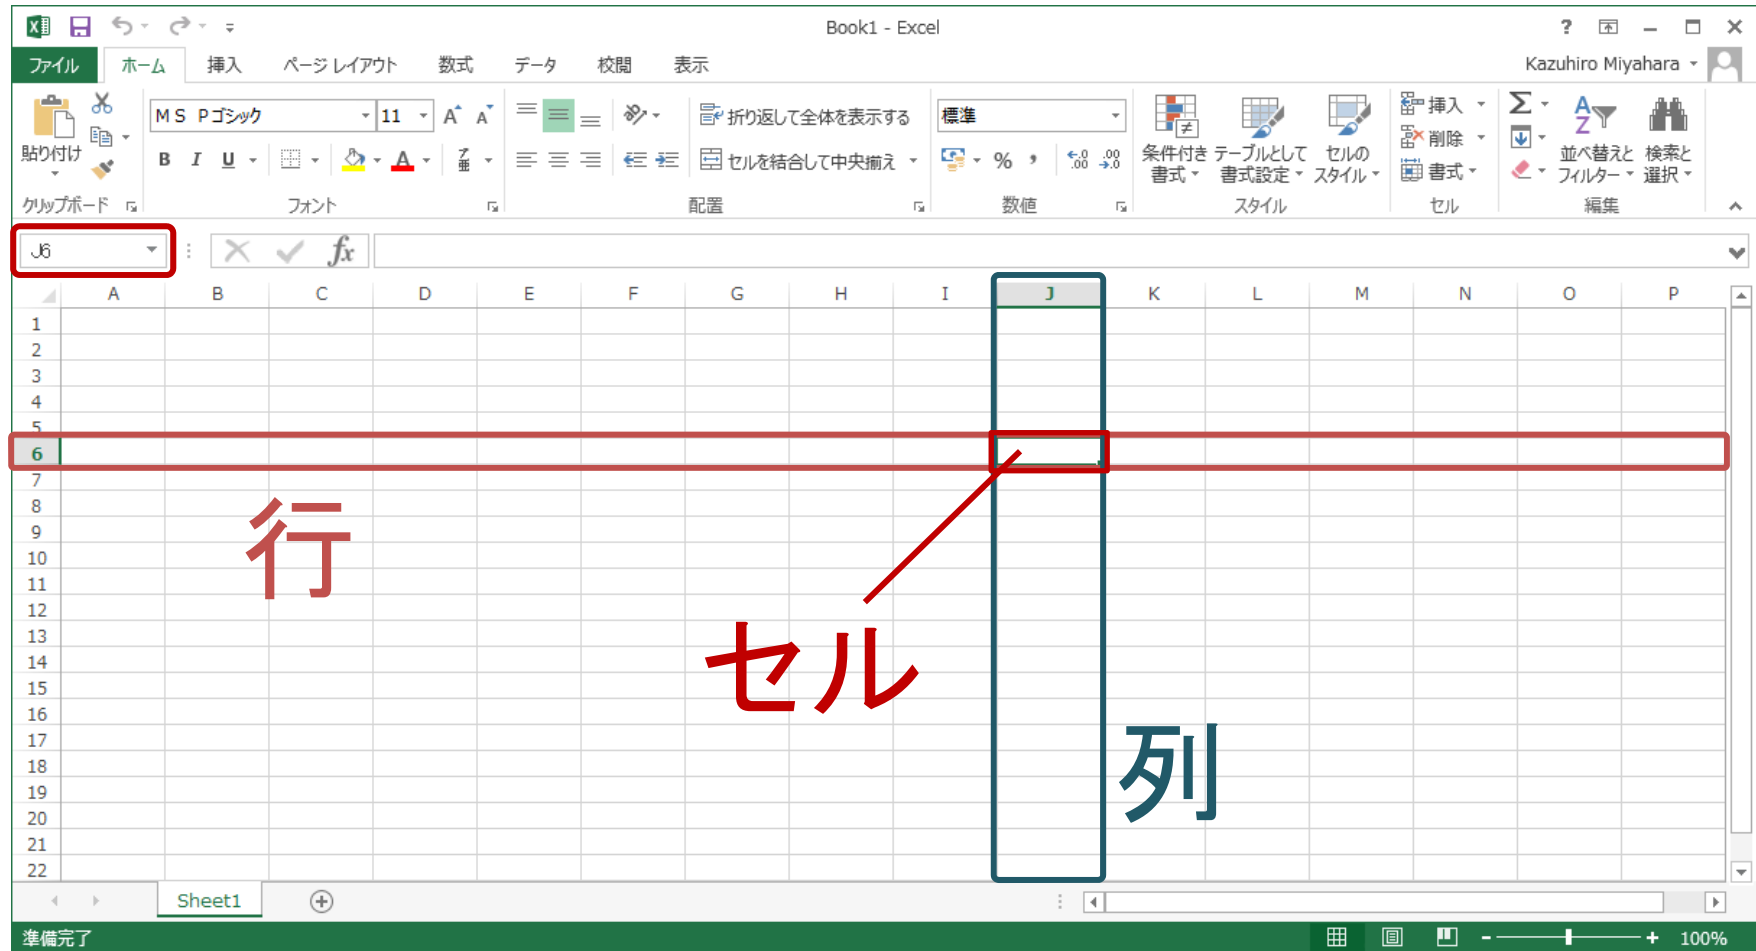 Book1 - Excel
ファイル ホーム 挿入 ページ レイアウト 数式 データ 校閲 表示 Kazuhiro Miyahara
貼り付け
クリップボード
ＭＳ Ｐゴシック 11
B I U
フォント
折り返して全体を表示する
セルを結合して中央揃え
配置
標準
% , .00 .0
数値
条件付き書式
テーブルとして書式設定
セルのスタイル
スタイル
挿入
削除
書式
セル
Σ
並べ替えと フィルター
検索と 選択
編集
J6 fx
A B C D E F G H I J K L M N O P
1
2
3
4
5
6
7
8
9
10
11
12
13
14
15
16
17
18
19
20
21
22
行
セル
列
Sheet1
準備完了 100%